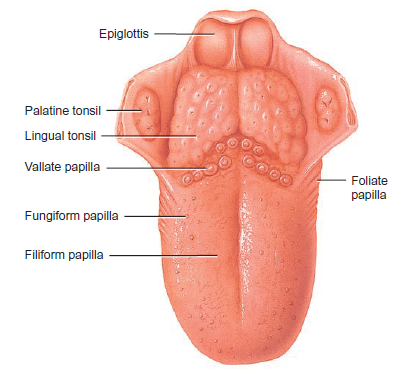 Epiglottis
Palatine tonsil
Lingual tonsil
Vallate papilla
Foliate
papilla
Fungiform papilla
Filiform papilla